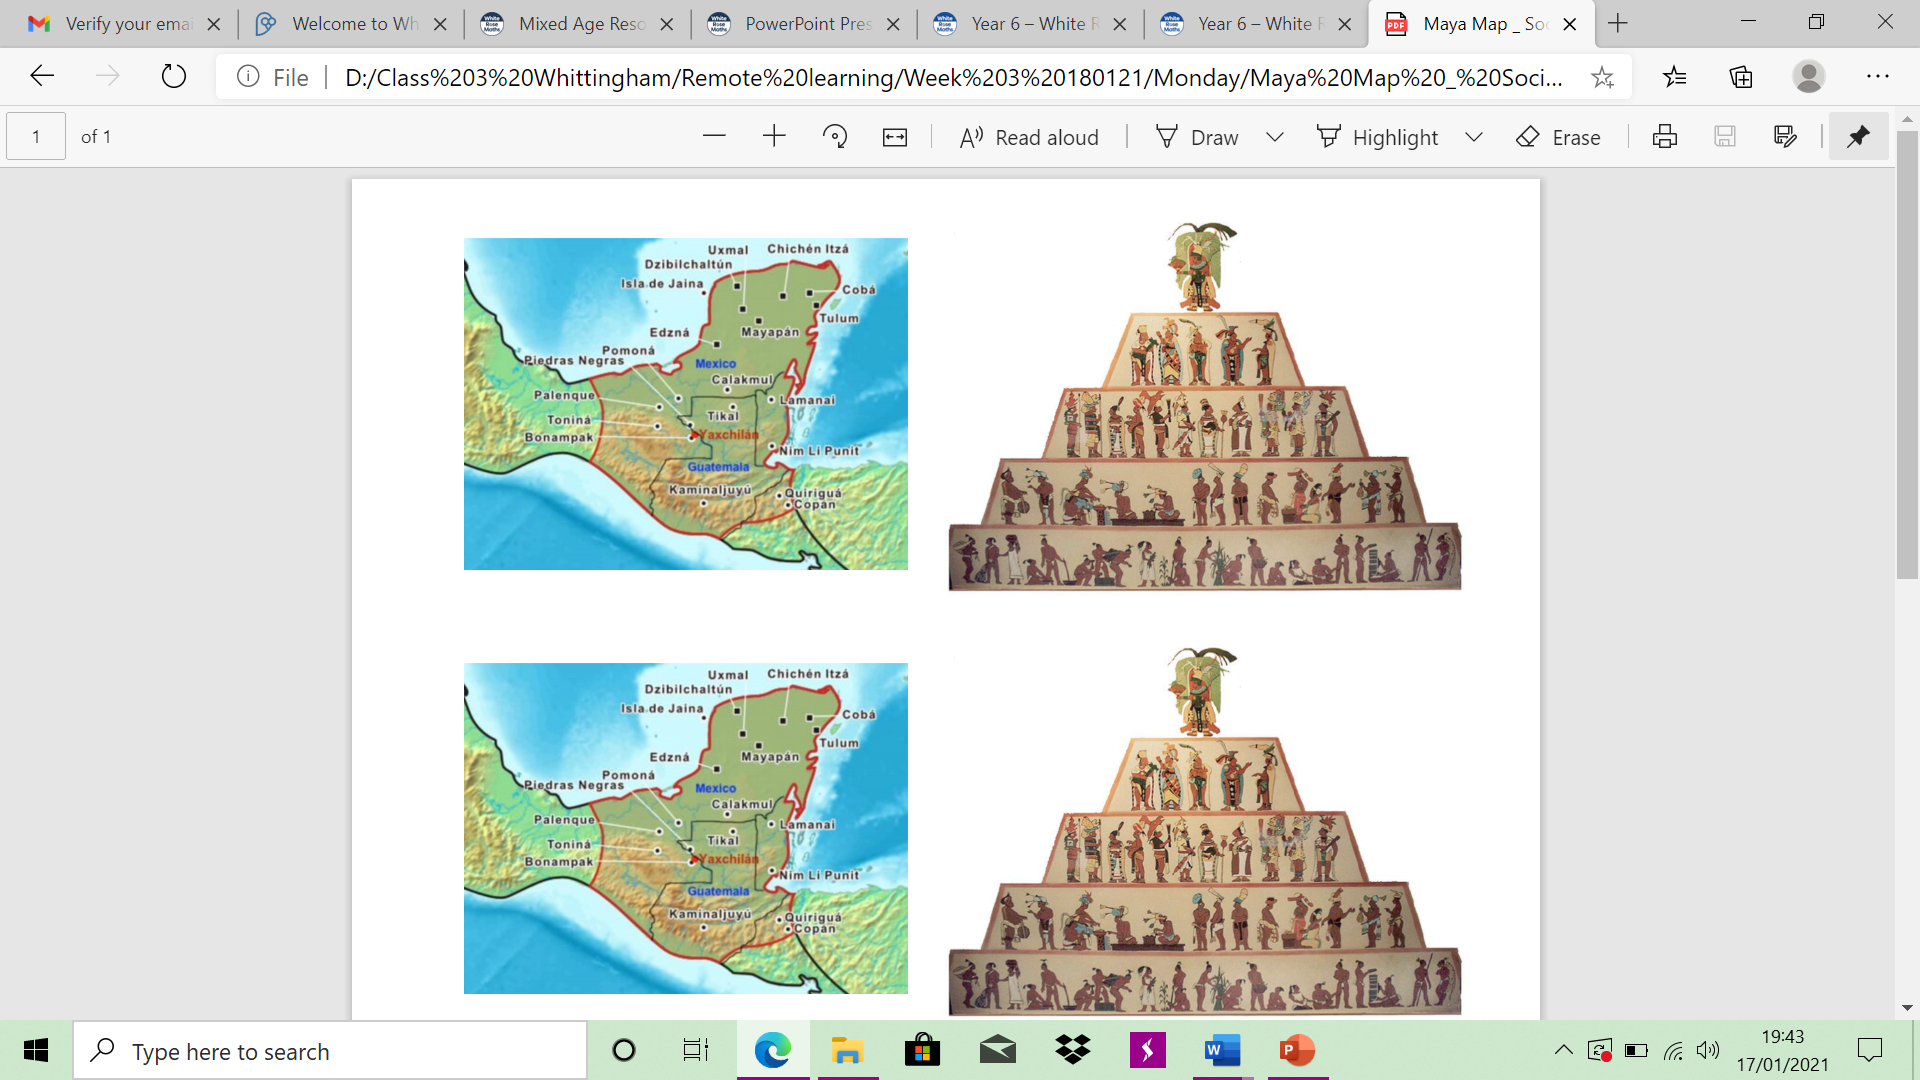 Verify your emai
Welcome to Wh
Mixed Age Reso
PowerPoint Pres
Year 6 – White R
Year 6 – White R
PDF
Maya Map _ Soc
File
D:/Class%203%20Whittingham/Remote%20learning/Week%203%20180121/Monday/Maya%20Map%20_%20Soci...
1 of 1
Read aloud
Draw
Highlight
Erase
Uxmal
Chichén Itzá
Dzibilchaltún
Isla de Jaina
Cobá
Tulum
Edzná
Mayapán
Pomoná
Piedras Negras
Mexico
Calakmul
Palenque
Lamanai
Toniná
Tikal
Bonampak
Yaxchilán
Nim Li Punit
Guatemala
Kaminaljuyú
Quiriguá
Copán
Uxmal
Chichén Itzá
Dzibilchaltún
Isla de Jaina
Cobá
Tulum
Edzná
Mayapán
Pomoná
Piedras Negras
Mexico
Calakmul
Palenque
Lamanai
Toniná
Tikal
Bonampak
Yaxchilán
Nim Li Punit
Guatemala
Kaminaljuyú
Quiriguá
Copán
Type here to search
19:43
17/01/2021